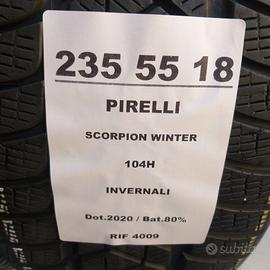 235 55 18
PIRELLI
SCORPION WINTER
104H
INVERNALI
Dot.2020 / Bat.80%
RIF 4009
subito